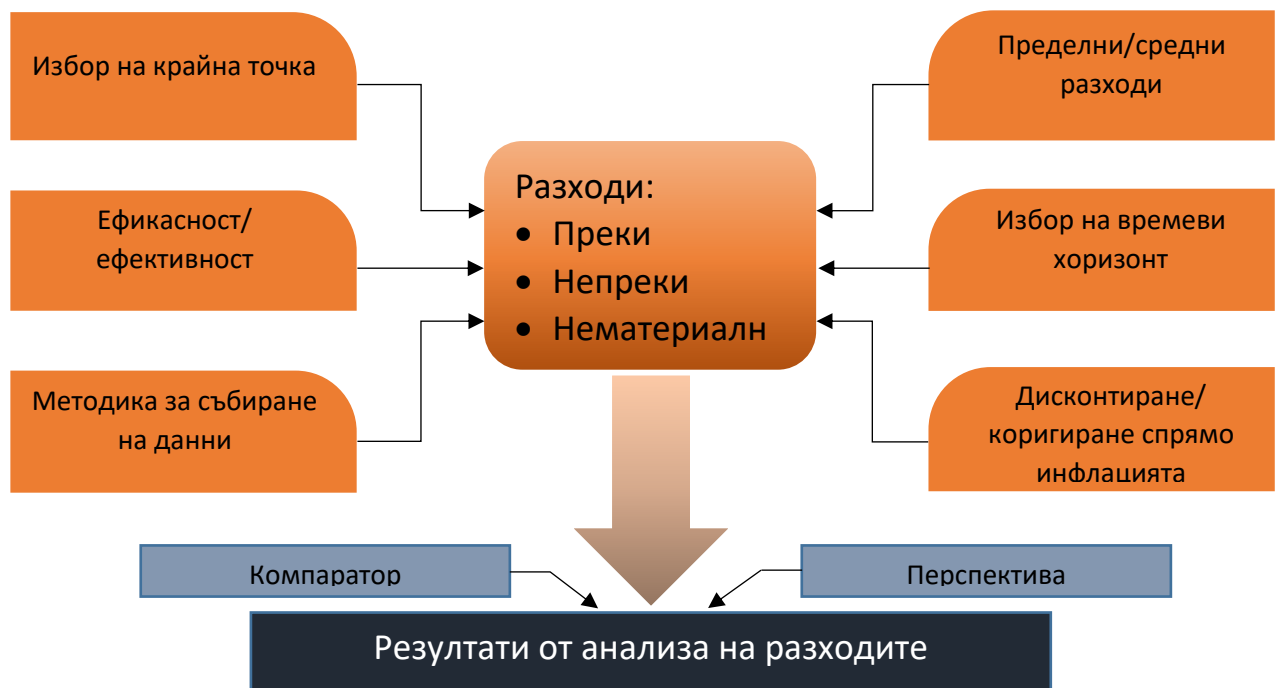 Избор на крайна точка
Ефикасност/
ефективност
Методика за събиране
на данни
Разходи:
• Преки
• Непреки
• Нематериалн
Пределни/средни
разходи
Избор на времеви
хоризонт
Дисконтиране/
коригиране спрямо
инфлацията
Компаратор
Перспектива
Резултати от анализа на разходите